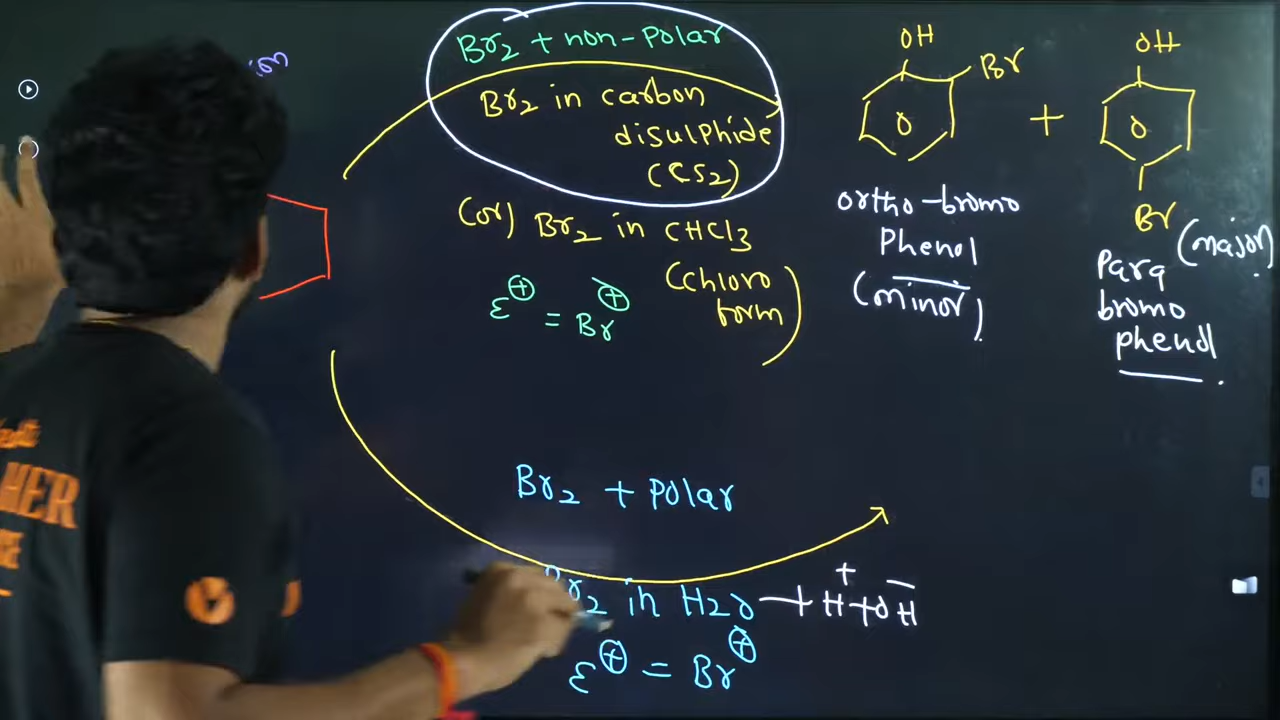 Br2 + non-polar
Br2 in carbon
disulphide
(CS2)
(or) Br2 in CHCl3
(chloro
form)
ε⊕ = Br⊕
OH
Br
+
OH
Br
ortho-bromo
Phenol
(minor)
(major)
Para
bromo
phenol
Br2 + polar
Br2 in H2O → H+ + OH−
ε⊕ = Br⊕
HER